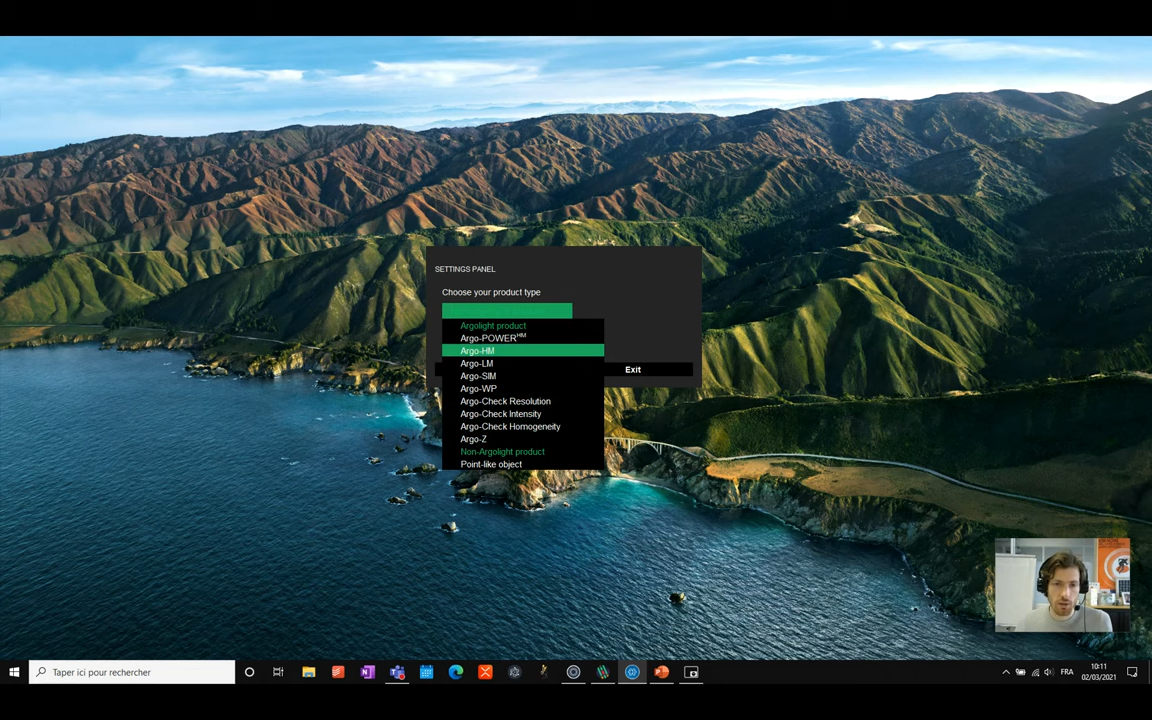 SETTINGS PANEL
Choose your product type
Argolight product
Argo-POWERᴴᴹ
Argo-HM
Argo-LM
Exit
Argo-SIM
Argo-WP
Argo-Check Resolution
Argo-Check Intensity
Argo-Check Homogeneity
Argo-Z
Non-Argolight product
Point-like object
Taper ici pour rechercher
FRA
10:11
02/03/2021